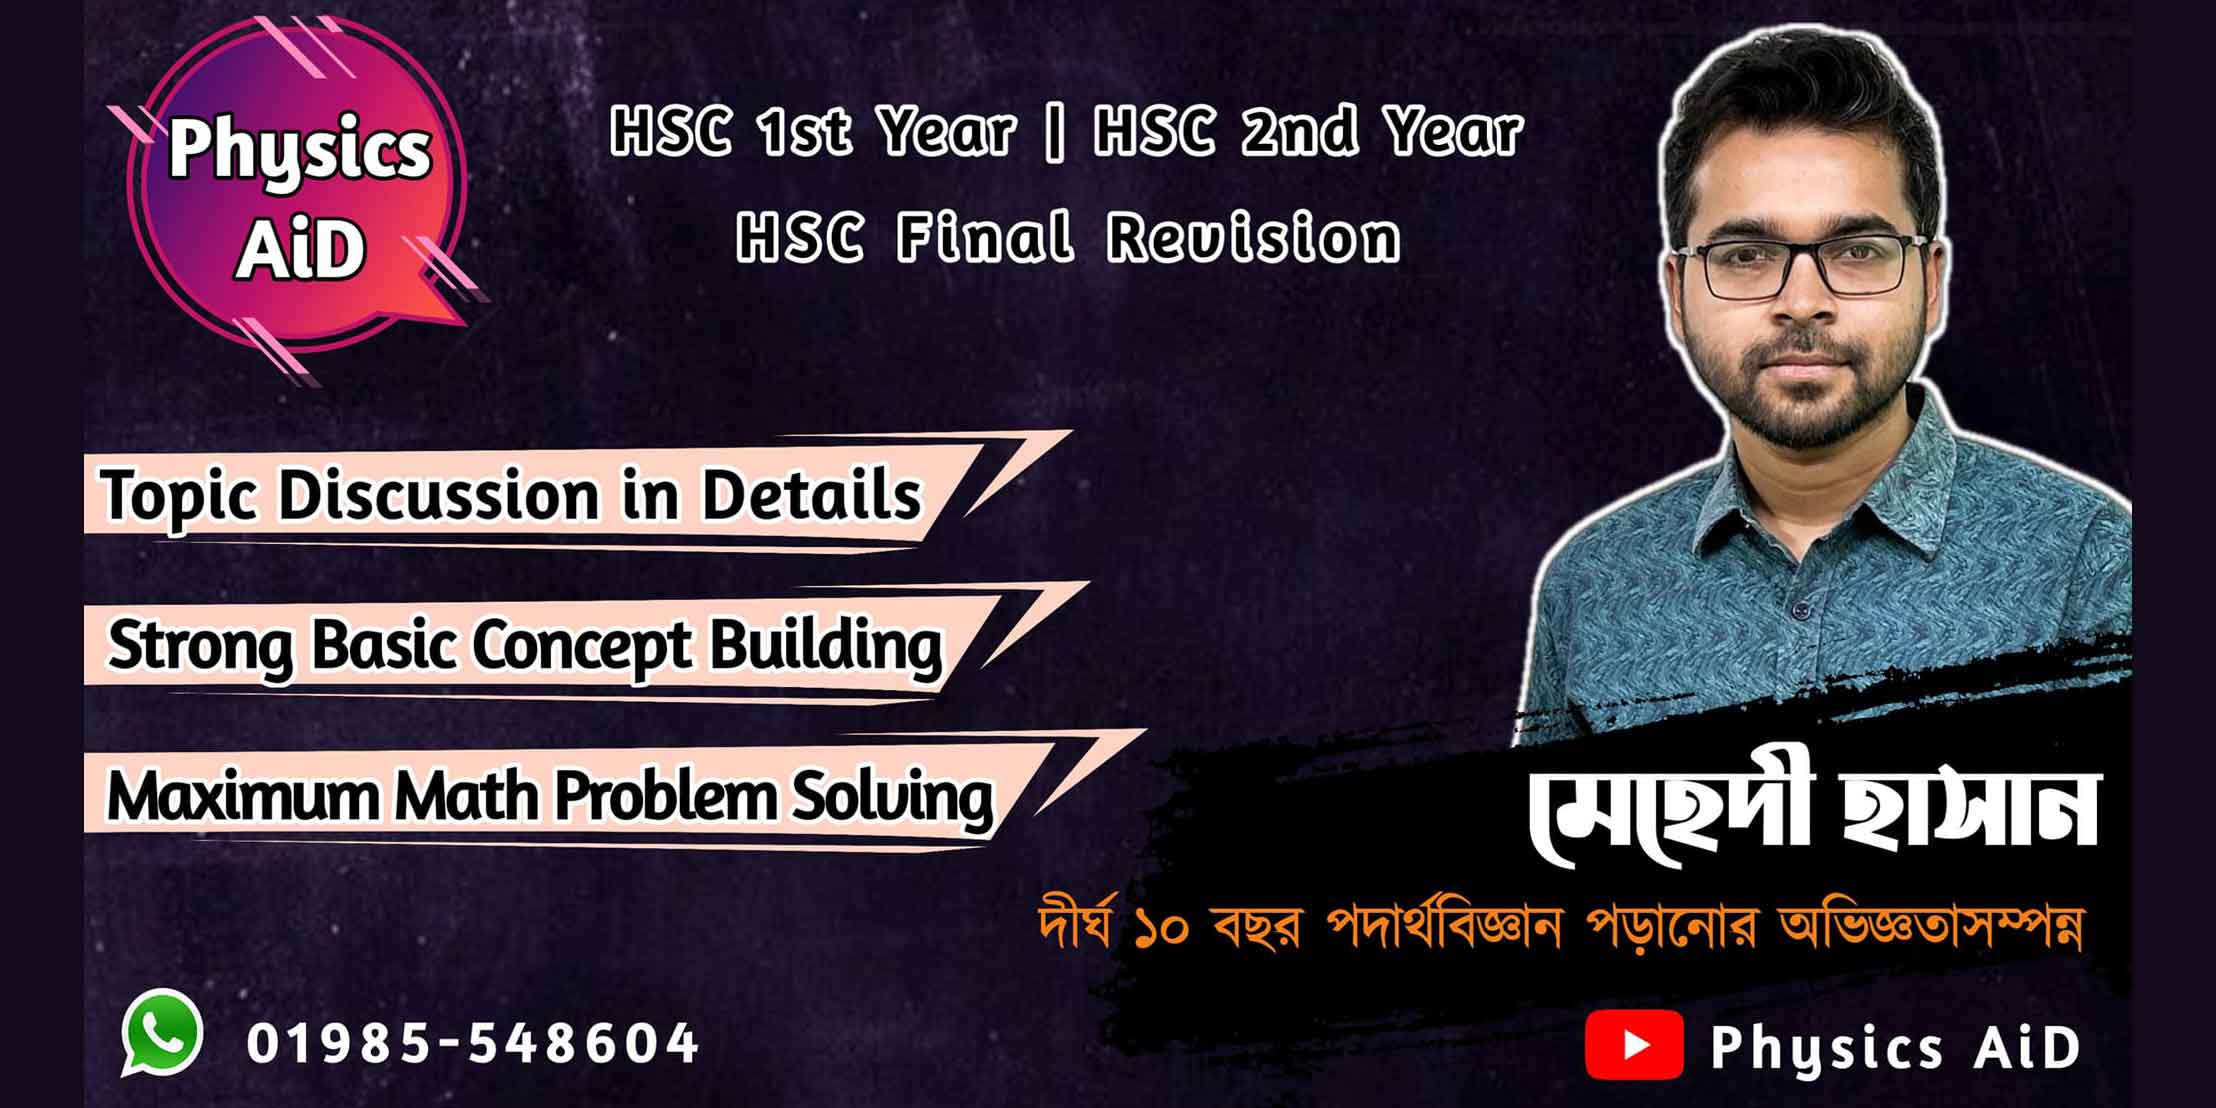 Physics
AiD
HSC 1st Year | HSC 2nd Year
HSC Final Revision
Topic Discussion in Details
Strong Basic Concept Building
Maximum Math Problem Solving
মেহেদী হাসান
দীর্ঘ ১০ বছর পদার্থবিজ্ঞান পড়ানোর অভিজ্ঞতাসম্পন্ন
01985-548604
Physics AiD